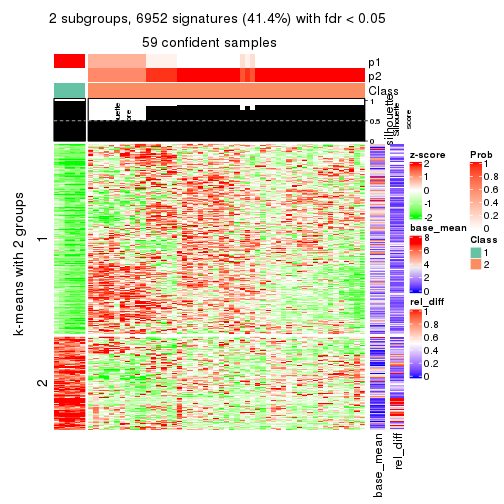 2 subgroups, 6952 signatures (41.4%) with fdr < 0.05
59 confident samples
p1
p2
Class
silhouette
1
0.5
0
Silhouette
score
k-means with 2 groups
1
2
base_mean
rel_diff
z-score
2
1
0
-1
-2
base_mean
8
6
4
2
0
rel_diff
1
0.8
0.6
0.4
0.2
0
Prob
1
0.8
0.6
0.4
0.2
0
Class
1
2